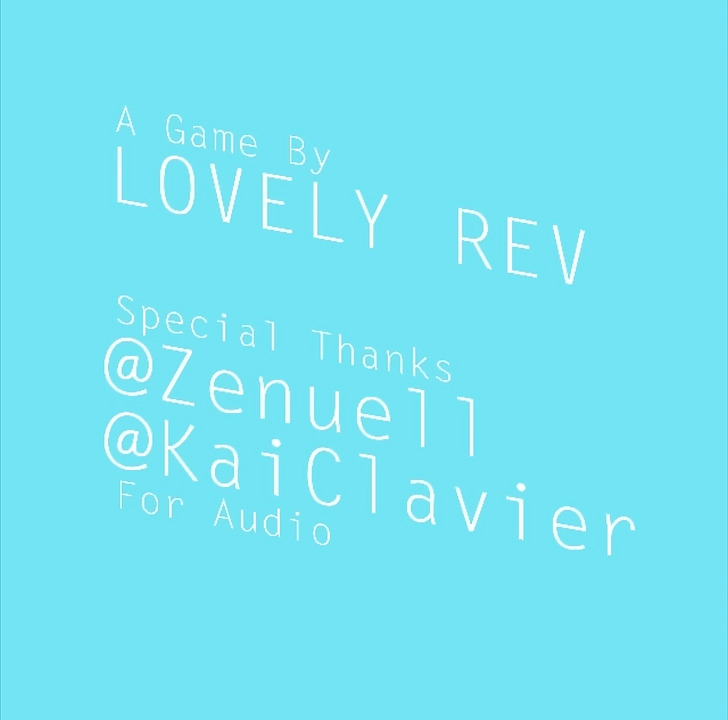 A Game By
LOVELY REV
Special Thanks
@Zenuell
@KaiClavier
For Audio